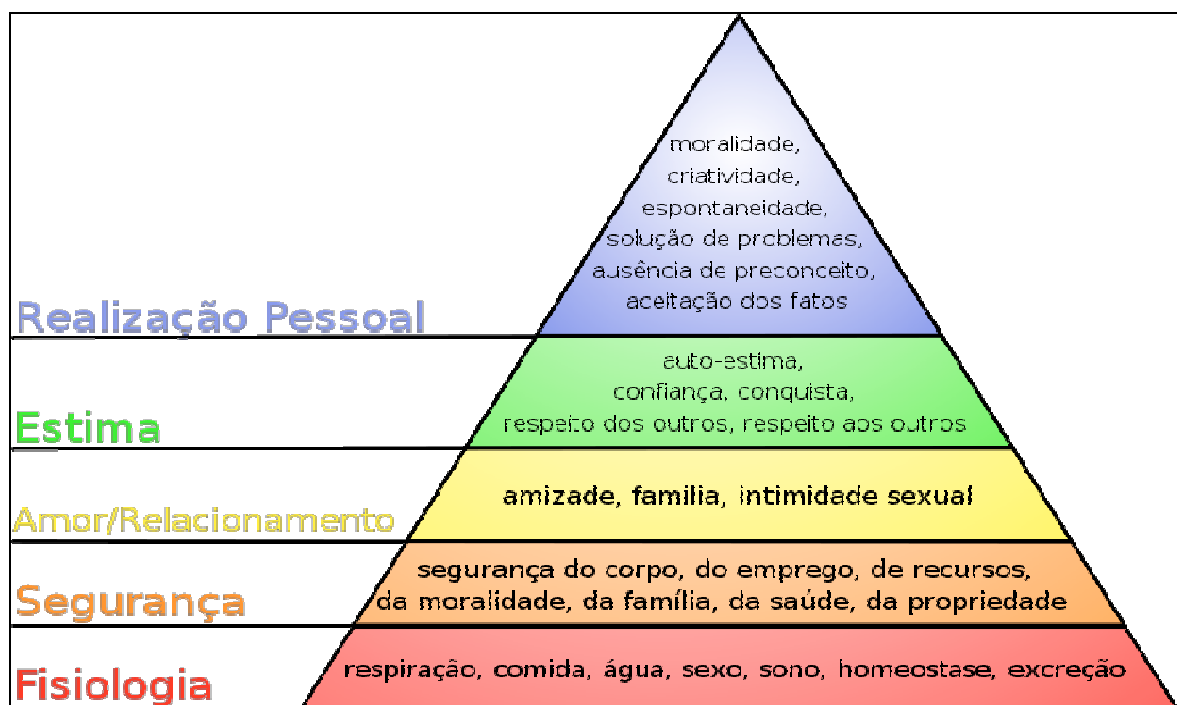 moralidade,
criatividade,
espontaneidade,
solução de problemas,
ausência de preconceito,
aceitação dos fatos
Realização Pessoal
auto-estima,
confiança, conquista,
respeito dos outros, respeito aos outros
Estima
amizade, familia, intimidade sexual
Amor/Relacionamento
segurança do corpo, do emprego, de recursos,
da moralidade, da família, da saúde, da propriedade
Segurança
respiração, comida, água, sexo, sono, homeostase, excreção
Fisiologia